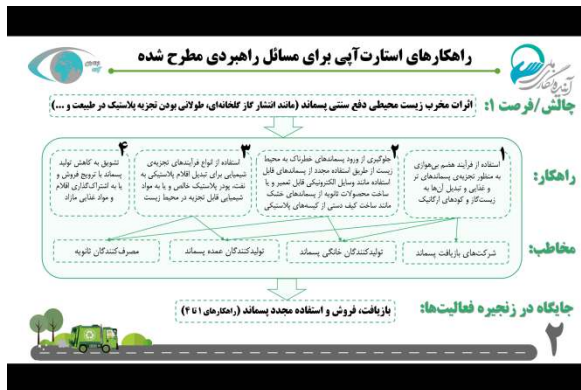 راهکارهای استارت‌آپی برای مسائل راهبردی مطرح شده
چالش/فرصت ۱:
اثرات مخرب زیست محیطی دفع سنتی پسماند (مانند انتشار گاز گلخانه‌ای، طولانی بودن تجزیه پلاستیک در طبیعت و ...)
راهکار:
۱
استفاده از فرآیند هضم بی‌هوازی
به منظور تجزیه‌ی پسماندهای تر
و غذایی و تبدیل آن‌ها به
زیست‌گاز و کودهای ارگانیک
۲
جلوگیری از ورود پسماندهای خطرناک به محیط
زیست از طریق استفاده مجدد از پسماندهای قابل
استفاده مانند وسایل الکترونیکی قابل تعمیر و یا
ساخت محصولات ثانویه از پسماندهای خشک
مانند ساخت کیف دستی از کیسه‌های پلاستیکی
۳
استفاده از انواع فرآیندهای تجزیه‌ی
شیمیایی برای تبدیل اقلام پلاستیکی به
نفت، پودر پلاستیک خالص و یا به مواد
شیمیایی قابل تجزیه در محیط زیست
۴
تشویق به کاهش تولید
پسماند با ترویج فروش و
یا به اشتراک‌گذاری اقلام
و مواد غذایی مازاد
مخاطب:
شرکت‌های بازیافت پسماند
تولیدکنندگان خانگی پسماند
تولیدکنندگان عمده پسماند
مصرف‌کنندگان ثانویه
جایگاه در زنجیره فعالیت‌ها:
بازیافت، فروش و استفاده مجدد پسماند (راهکارهای ۱ تا ۴)
۲